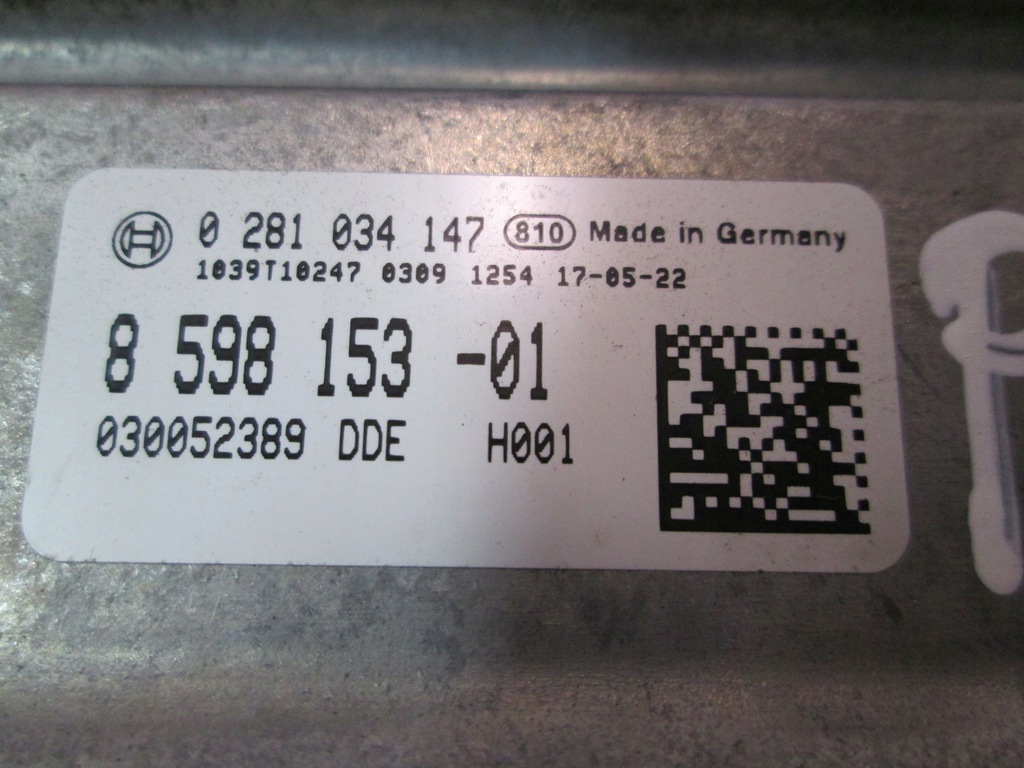 0 281 034 147 810 Made in Germany
1039T10247 0309 1254 17-05-22
8 598 153 -01
030052389 DDE H001